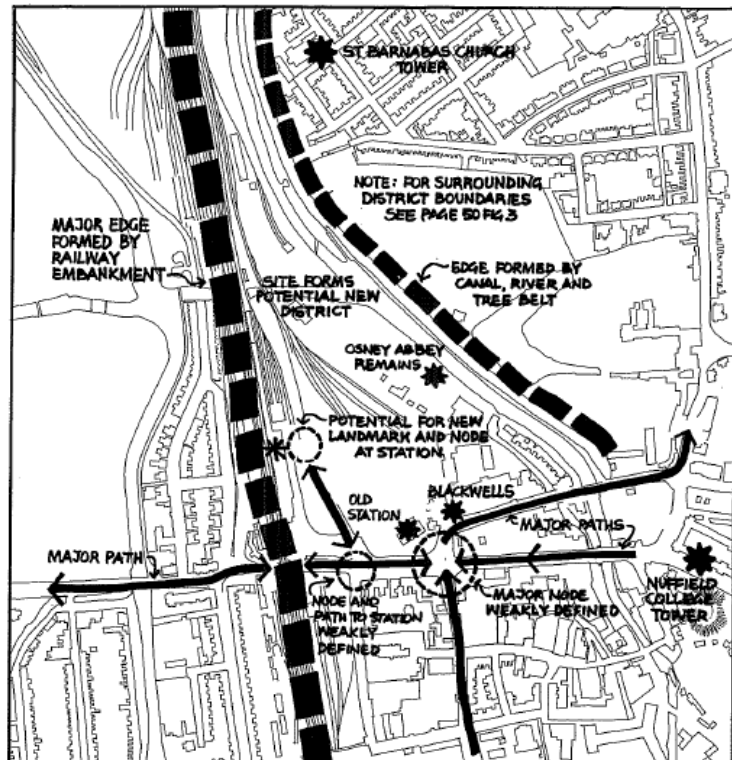 ST BARNABAS CHURCH
TOWER
NOTE: FOR SURROUNDING
DISTRICT BOUNDARIES
SEE PAGE 50 FIG 3
MAJOR EDGE
FORMED BY
RAILWAY
EMBANKMENT
EDGE FORMED BY
CANAL, RIVER AND
TREE BELT
SITE FORMS
POTENTIAL NEW
DISTRICT
OSNEY ABBEY
REMAINS
POTENTIAL FOR NEW
LANDMARK AND NODE
AT STATION
OLD
STATION
BLACKWELLS
MAJOR PATHS
MAJOR PATH
NODE AND
PATH TO STATION
WEAKLY
DEFINED
MAJOR NODE
WEAKLY DEFINED
NUFFIELD
COLLEGE
TOWER